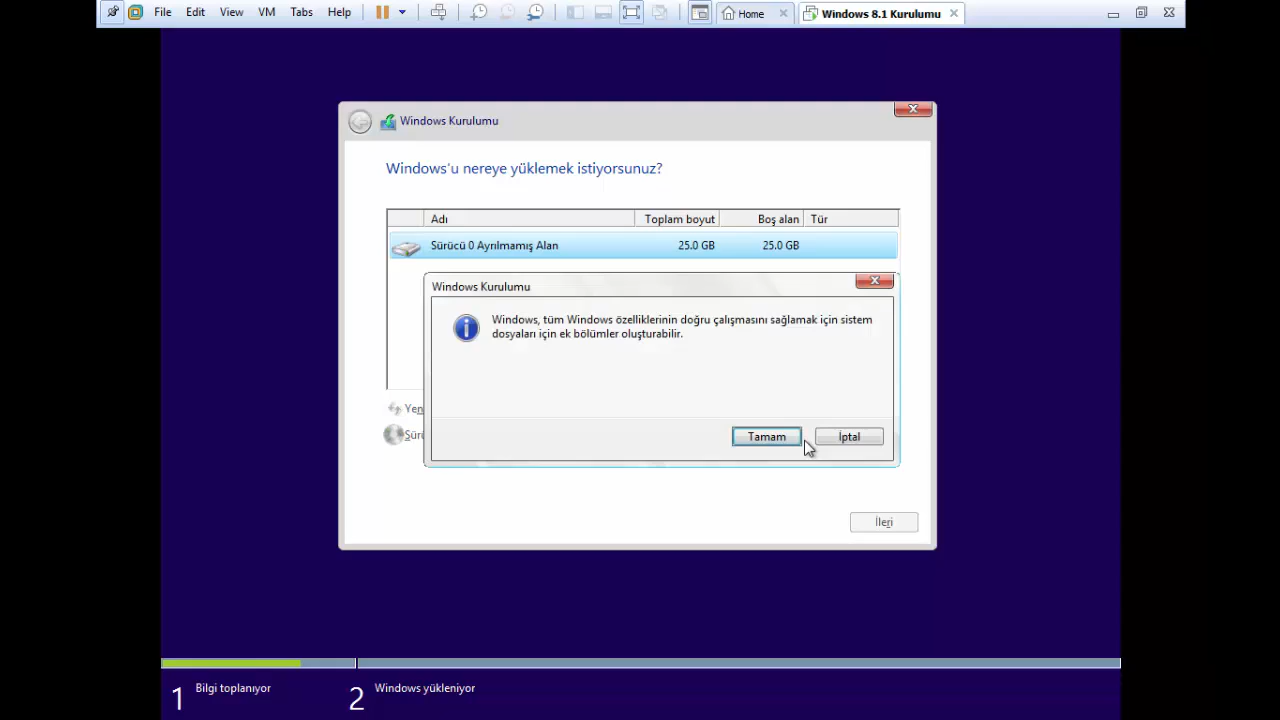 File Edit View VM Tabs Help Home Windows 8.1 Kurulumu
Windows Kurulumu
Windows'u nereye yüklemek istiyorsunuz?
Adı Toplam boyut Boş alan Tür
Sürücü 0 Ayrılmamış Alan 25.0 GB 25.0 GB
Windows Kurulumu
Windows, tüm Windows özelliklerinin doğru çalışmasını sağlamak için sistem
dosyaları için ek bölümler oluşturabilir.
Yen
Sürü
Tamam İptal
İleri
1 Bilgi toplanıyor 2 Windows yükleniyor